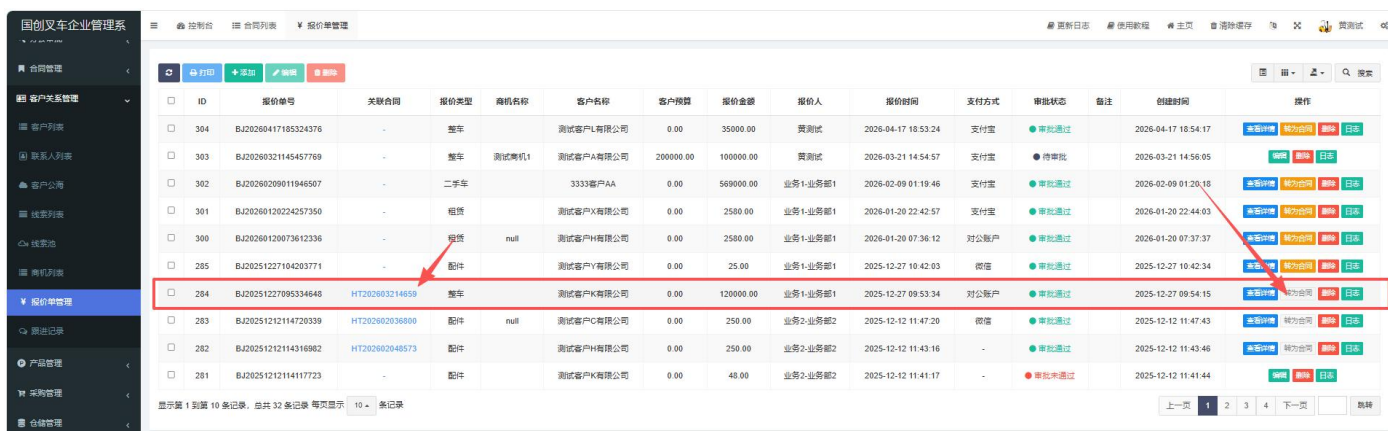 国创叉车企业管理系
控制台 合同列表 ¥ 报价单管理
更新日志 使用教程 主页 清除缓存 黄测试
合同管理
客户关系管理
客户列表
联系人列表
客户公海
线索列表
线索池
商机列表
¥ 报价单管理
跟进记录
产品管理
采购管理
仓储管理
打印 +添加 编辑 删除 搜索
ID 报价单号 关联合同 报价类型 商机名称 客户名称 客户预算 报价金额 报价人 报价时间 支付方式 审批状态 备注 创建时间 操作
304 BJ20260417185324376 - 整车 测试客户L有限公司 0.00 35000.00 黄测试 2026-04-17 18:53:24 支付宝 审批通过 2026-04-17 18:54:17 查看详情 转为合同 删除 日志
303 BJ20260321145457769 - 整车 测试商机1 测试客户A有限公司 200000.00 100000.00 黄测试 2026-03-21 14:54:57 支付宝 待审批 2026-03-21 14:56:05 编辑 删除 日志
302 BJ20260209011946507 - 二手车 3333客户AA 0.00 569000.00 业务1-业务部1 2026-02-09 01:19:46 支付宝 审批通过 2026-02-09 01:20:18 查看详情 转为合同 删除 日志
301 BJ20260120224257350 - 租赁 测试客户X有限公司 0.00 2580.00 业务1-业务部1 2026-01-20 22:42:57 支付宝 审批通过 2026-01-20 22:44:03 查看详情 转为合同 删除 日志
300 BJ20260120073612336 - 租赁 null 测试客户H有限公司 0.00 2580.00 业务1-业务部1 2026-01-20 07:36:12 对公账户 审批通过 2026-01-20 07:37:37 查看详情 转为合同 删除 日志
285 BJ20251227104203771 - 配件 测试客户Y有限公司 0.00 25.00 业务1-业务部1 2025-12-27 10:42:03 微信 审批通过 2025-12-27 10:42:34 查看详情 转为合同 删除 日志
284 BJ20251227095334648 HT202603214659 整车 测试客户K有限公司 0.00 120000.00 业务1-业务部1 2025-12-27 09:53:34 对公账户 审批通过 2025-12-27 09:54:15 查看详情 转为合同 删除 日志
283 BJ20251212114720339 HT202602036800 配件 null 测试客户C有限公司 0.00 250.00 业务2-业务部2 2025-12-12 11:47:20 微信 审批通过 2025-12-12 11:47:43 查看详情 转为合同 删除 日志
282 BJ20251212114316982 HT202602048573 配件 测试客户H有限公司 0.00 250.00 业务2-业务部2 2025-12-12 11:43:16 - 审批通过 2025-12-12 11:43:46 查看详情 转为合同 删除 日志
281 BJ20251212114117723 - 配件 测试客户K有限公司 0.00 48.00 业务2-业务部2 2025-12-12 11:41:17 - 审批未通过 2025-12-12 11:41:44 编辑 删除 日志
显示第 1 到第 10 条记录，总共 32 条记录 每页显示 10 条记录
上一页 1 2 3 4 下一页 跳转